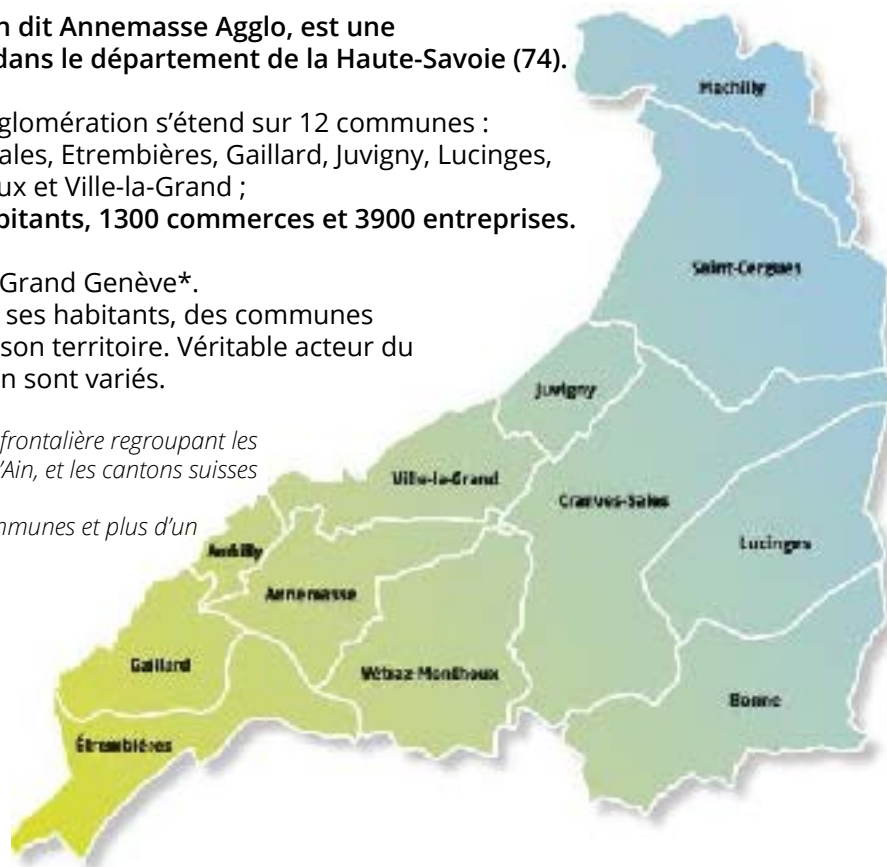 n dit Annemasse Agglo, est une
dans le département de la Haute-Savoie (74).
glomération s’étend sur 12 communes :
ales, Etrembières, Gaillard, Juvigny, Lucinges,
ux et Ville-la-Grand ;
bitants, 1300 commerces et 3900 entreprises.
Grand Genève*.
ses habitants, des communes
son territoire. Véritable acteur du
n sont variés.
frontalière regroupant les
'Ain, et les cantons suisses
mmunes et plus d’un
Machilly
Saint-Cergues
Juvigny
Ville-la-Grand
Cranves-Sales
Lucinges
Ambilly
Annemasse
Gaillard
Vétraz-Monthoux
Bonne
Étrembières